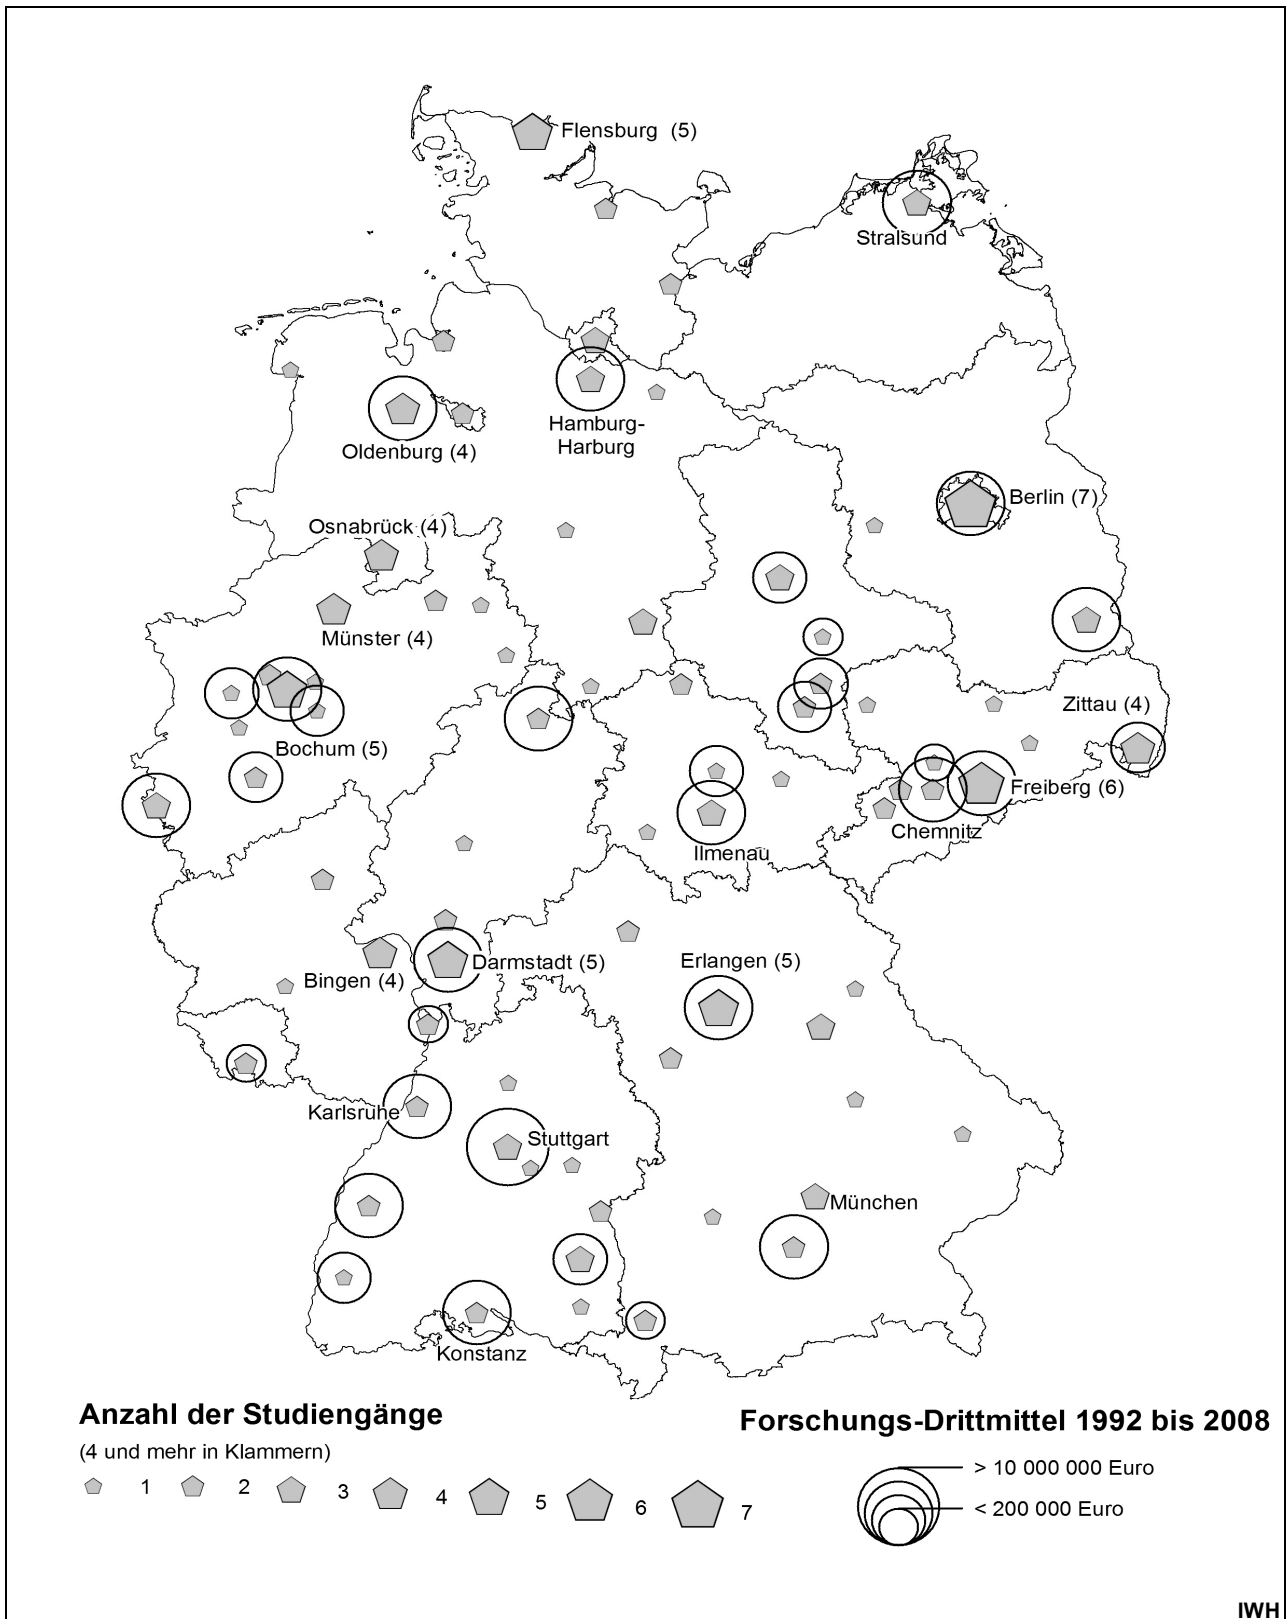 Flensburg (5)
Stralsund
Hamburg-
Harburg
Oldenburg (4)
Berlin (7)
Osnabrück (4)
Münster (4)
Zittau (4)
Bochum (5)
Freiberg (6)
Chemnitz
Ilmenau
Darmstadt (5)
Erlangen (5)
Bingen (4)
Karlsruhe
Stuttgart
München
Konstanz
Anzahl der Studiengänge
(4 und mehr in Klammern)
1 2 3 4 5 6 7
Forschungs-Drittmittel 1992 bis 2008
> 10 000 000 Euro
< 200 000 Euro
IWH